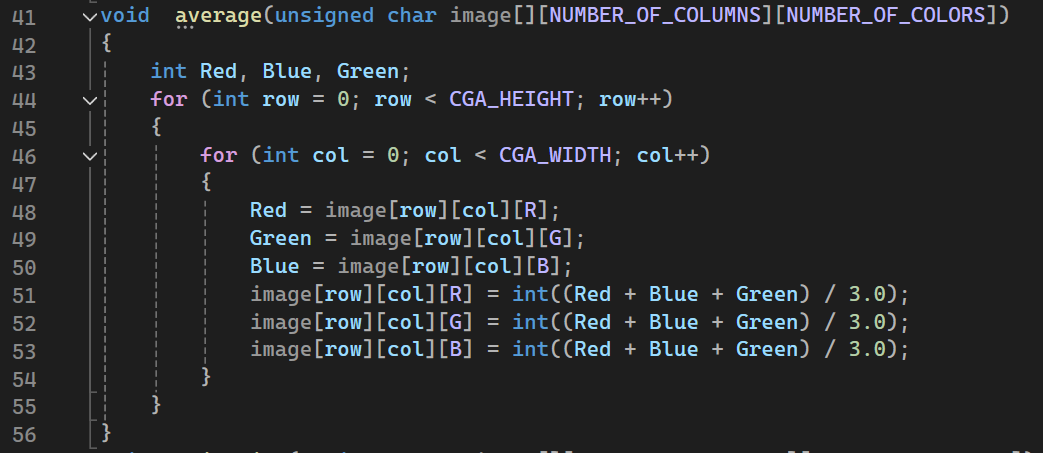 41 void  average(unsigned char image[][NUMBER_OF_COLUMNS][NUMBER_OF_COLORS])
42 {
43     int Red, Blue, Green;
44     for (int row = 0; row < CGA_HEIGHT; row++)
45     {
46         for (int col = 0; col < CGA_WIDTH; col++)
47         {
48             Red = image[row][col][R];
49             Green = image[row][col][G];
50             Blue = image[row][col][B];
51             image[row][col][R] = int((Red + Blue + Green) / 3.0);
52             image[row][col][G] = int((Red + Blue + Green) / 3.0);
53             image[row][col][B] = int((Red + Blue + Green) / 3.0);
54         }
55     }
56 }